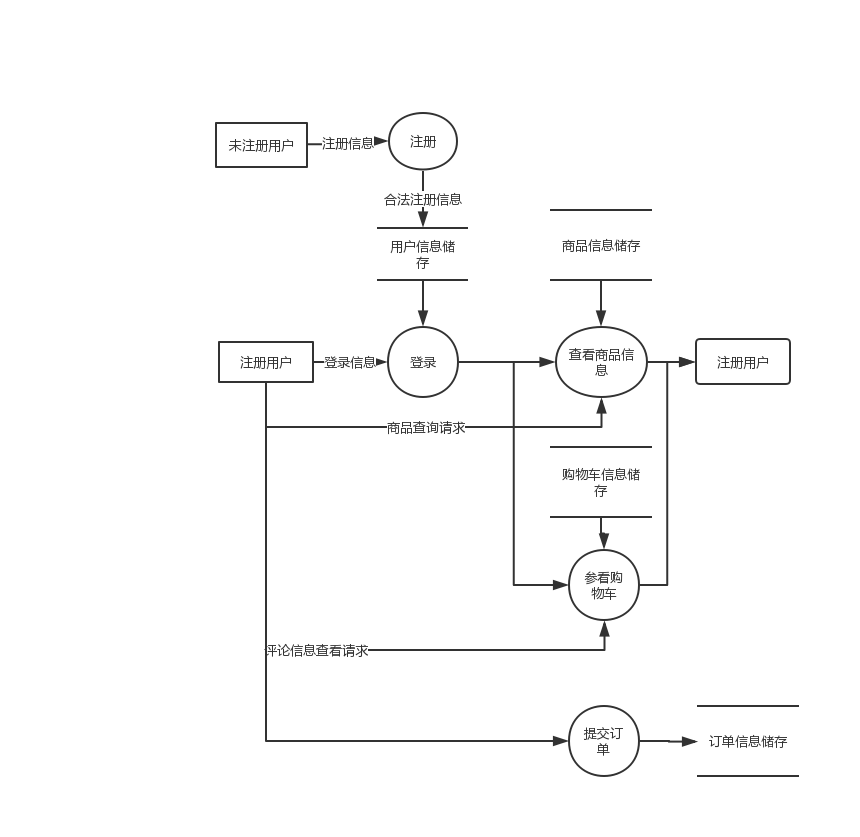 未注册用户
注册信息
注册
合法注册信息
用户信息储
存
商品信息储存
注册用户
登录信息
登录
查看商品信
息
注册用户
商品查询请求
购物车信息储
存
参看购
物车
评论信息查看请求
提交订
单
订单信息储存